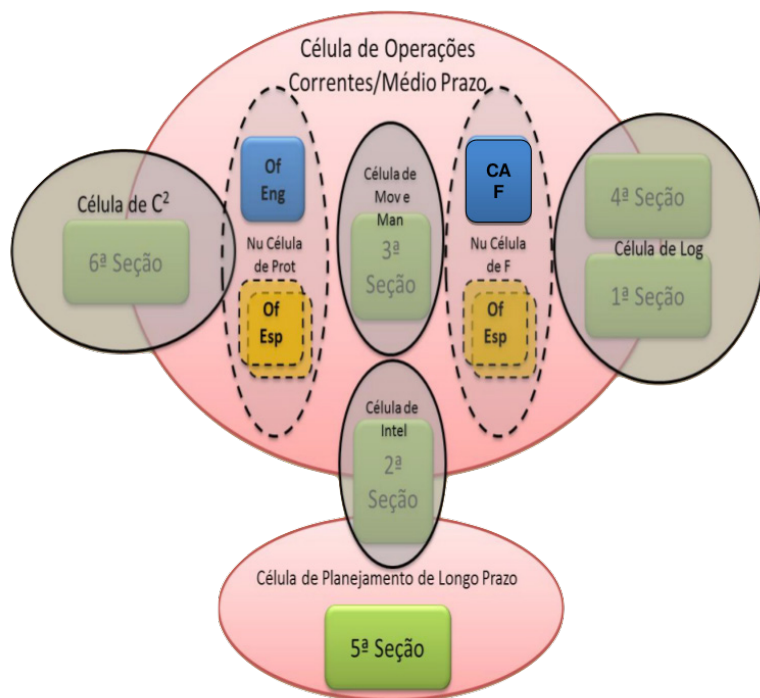 Célula de Operações
Correntes/Médio Prazo
Célula de C²
6ª Seção
Of
Eng
Nu Célula
de Prot
Of
Esp
Célula de
Mov e
Man
3ª
Seção
CA
F
Nu Célula
de F
Of
Esp
4ª Seção
Célula de Log
1ª Seção
Célula de
Intel
2ª
Seção
Célula de Planejamento de Longo Prazo
5ª Seção